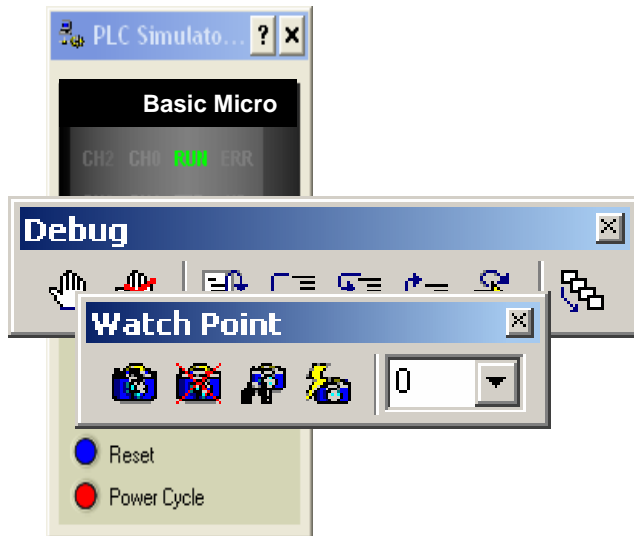 PLC Simulato...
Basic Micro
CH2 CH0 RUN ERR
Debug
Watch Point
0
Reset
Power Cycle